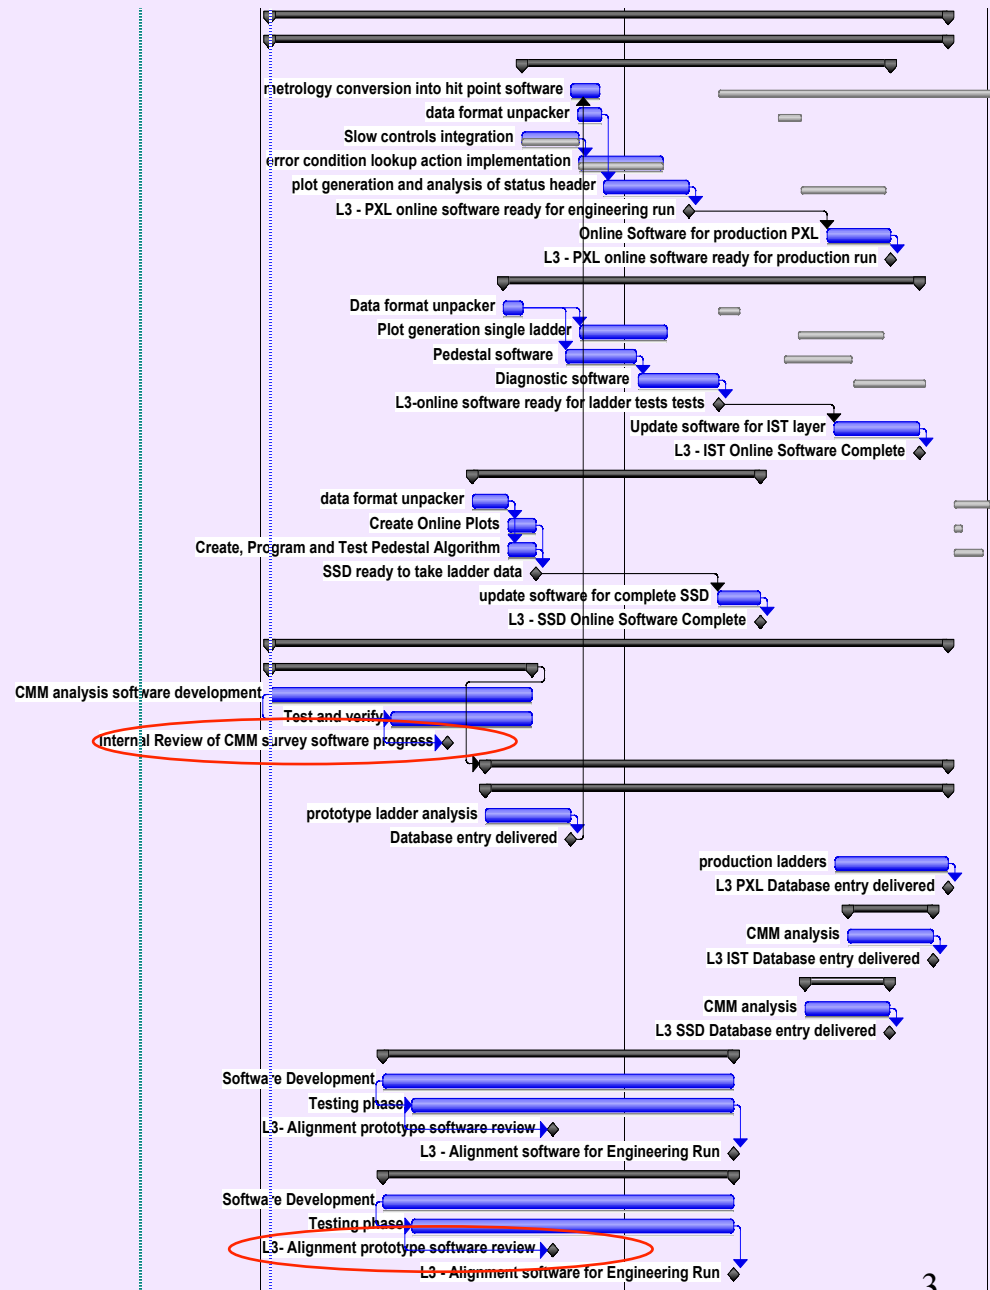 metrology conversion into hit point software
data format unpacker
Slow controls integration
error condition lookup action implementation
plot generation and analysis of status header
L3 - PXL online software ready for engineering run
Online Software for production PXL
L3 - PXL online software ready for production run
Data format unpacker
Plot generation single ladder
Pedestal software
Diagnostic software
L3-online software ready for ladder tests tests
Update software for IST layer
L3 - IST Online Software Complete
data format unpacker
Create Online Plots
Create, Program and Test Pedestal Algorithm
SSD ready to take ladder data
update software for complete SSD
L3 - SSD Online Software Complete
CMM analysis software development
Test and verify
Internal Review of CMM survey software progress
prototype ladder analysis
Database entry delivered
production ladders
L3 PXL Database entry delivered
CMM analysis
L3 IST Database entry delivered
CMM analysis
L3 SSD Database entry delivered
Software Development
Testing phase
L3- Alignment prototype software review
L3 - Alignment software for Engineering Run
Software Development
Testing phase
L3- Alignment prototype software review
L3 - Alignment software for Engineering Run
3